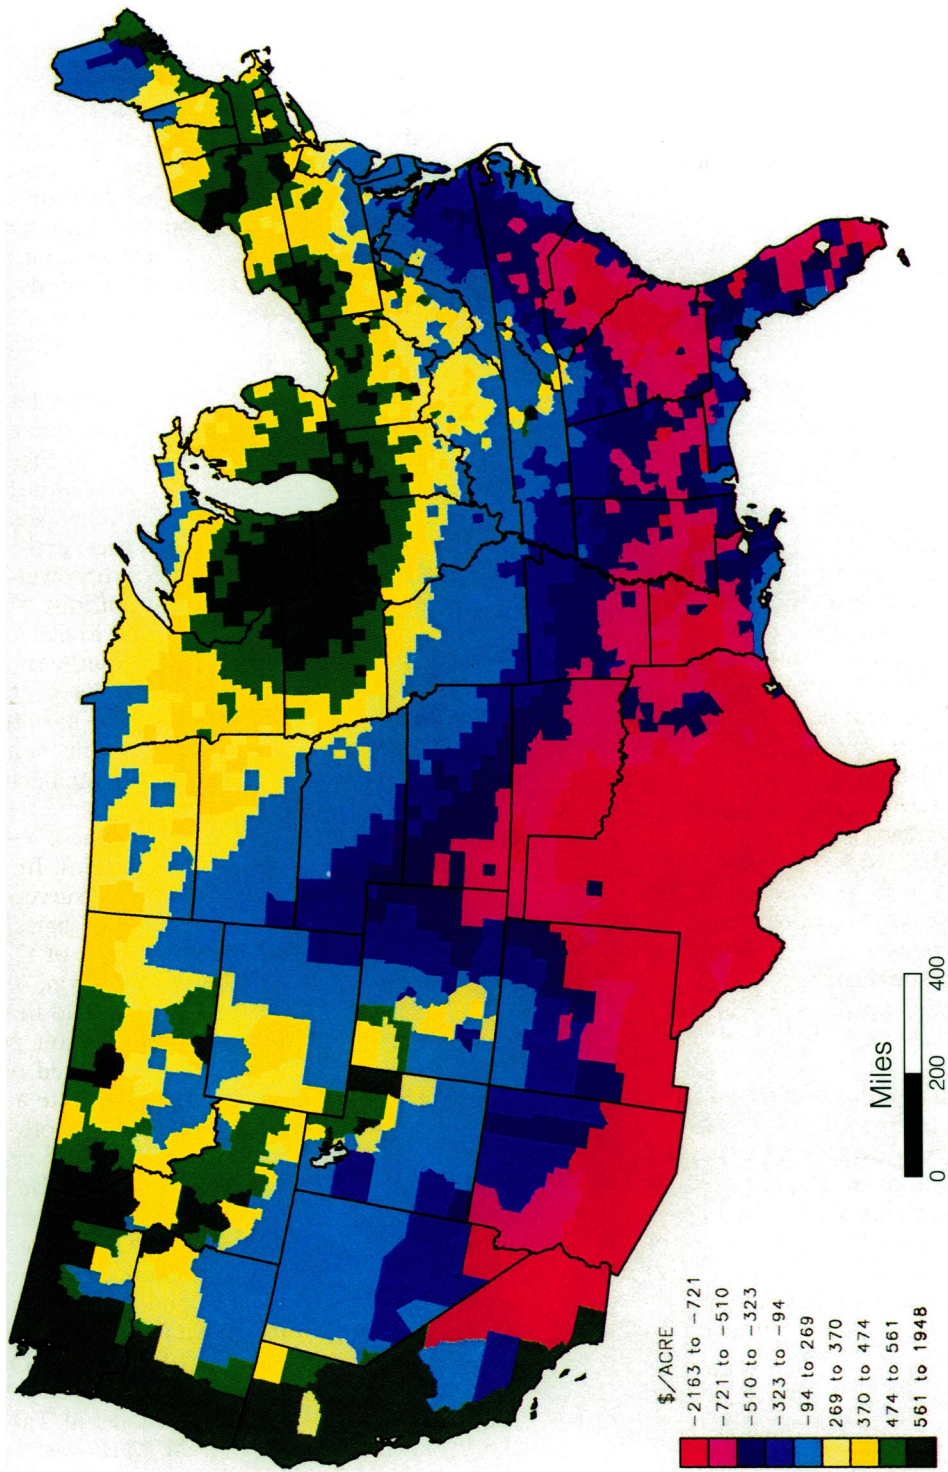 $/ACRE
-2163 to -721
-721 to -510
-510 to -323
-323 to -94
-94 to 269
269 to 370
370 to 474
474 to 561
561 to 1948
Miles
0 200 400